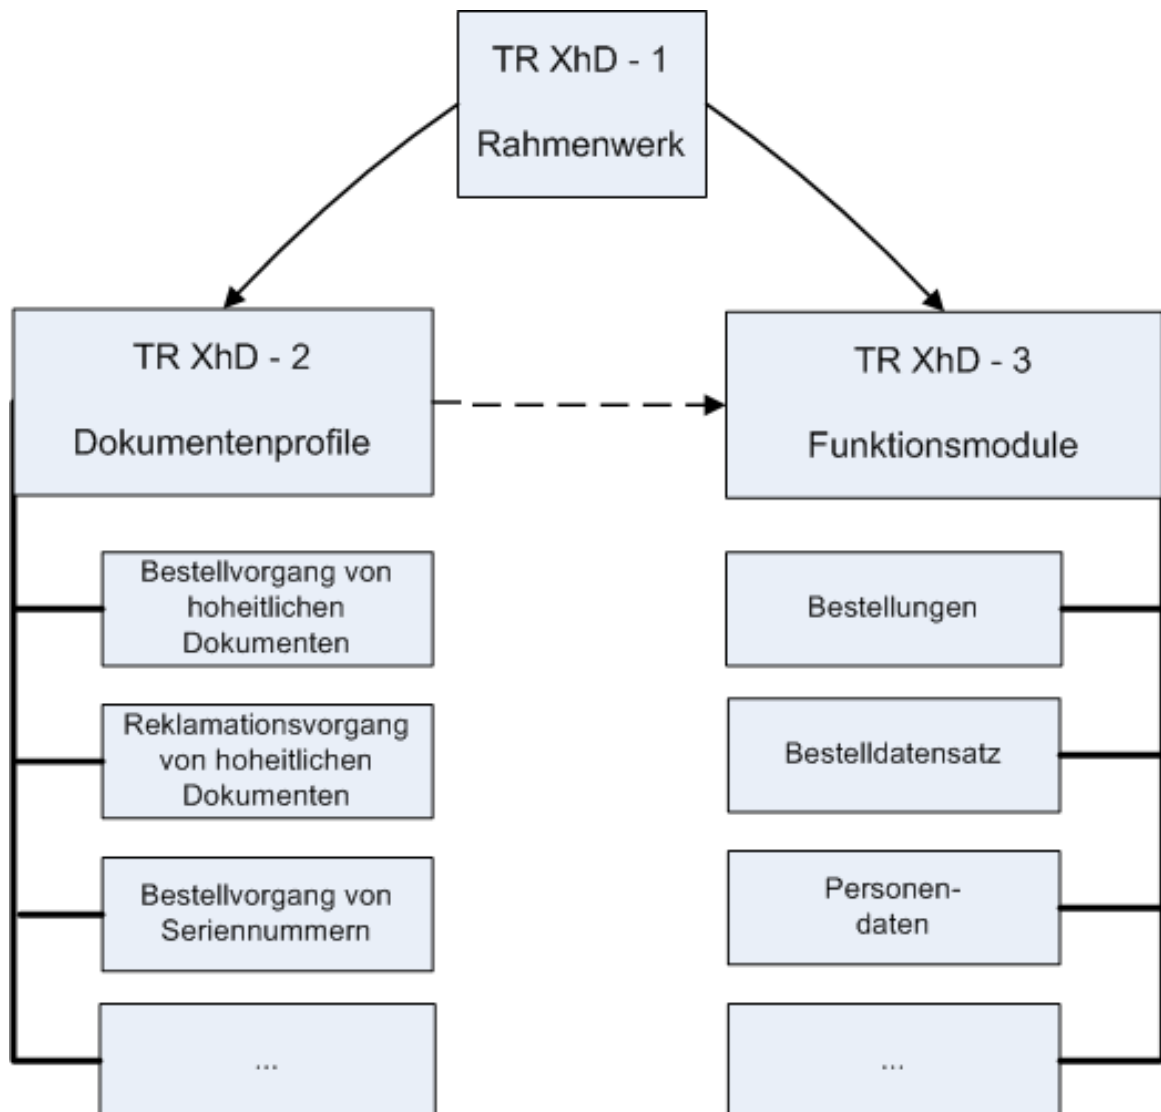 TR XhD - 1
Rahmenwerk
TR XhD - 2
Dokumentenprofile
Bestellvorgang von
hoheitlichen
Dokumenten
Reklamationsvorgang
von hoheitlichen
Dokumenten
Bestellvorgang von
Seriennummern
...
TR XhD - 3
Funktionsmodule
Bestellungen
Bestelldatensatz
Personen-
daten
...